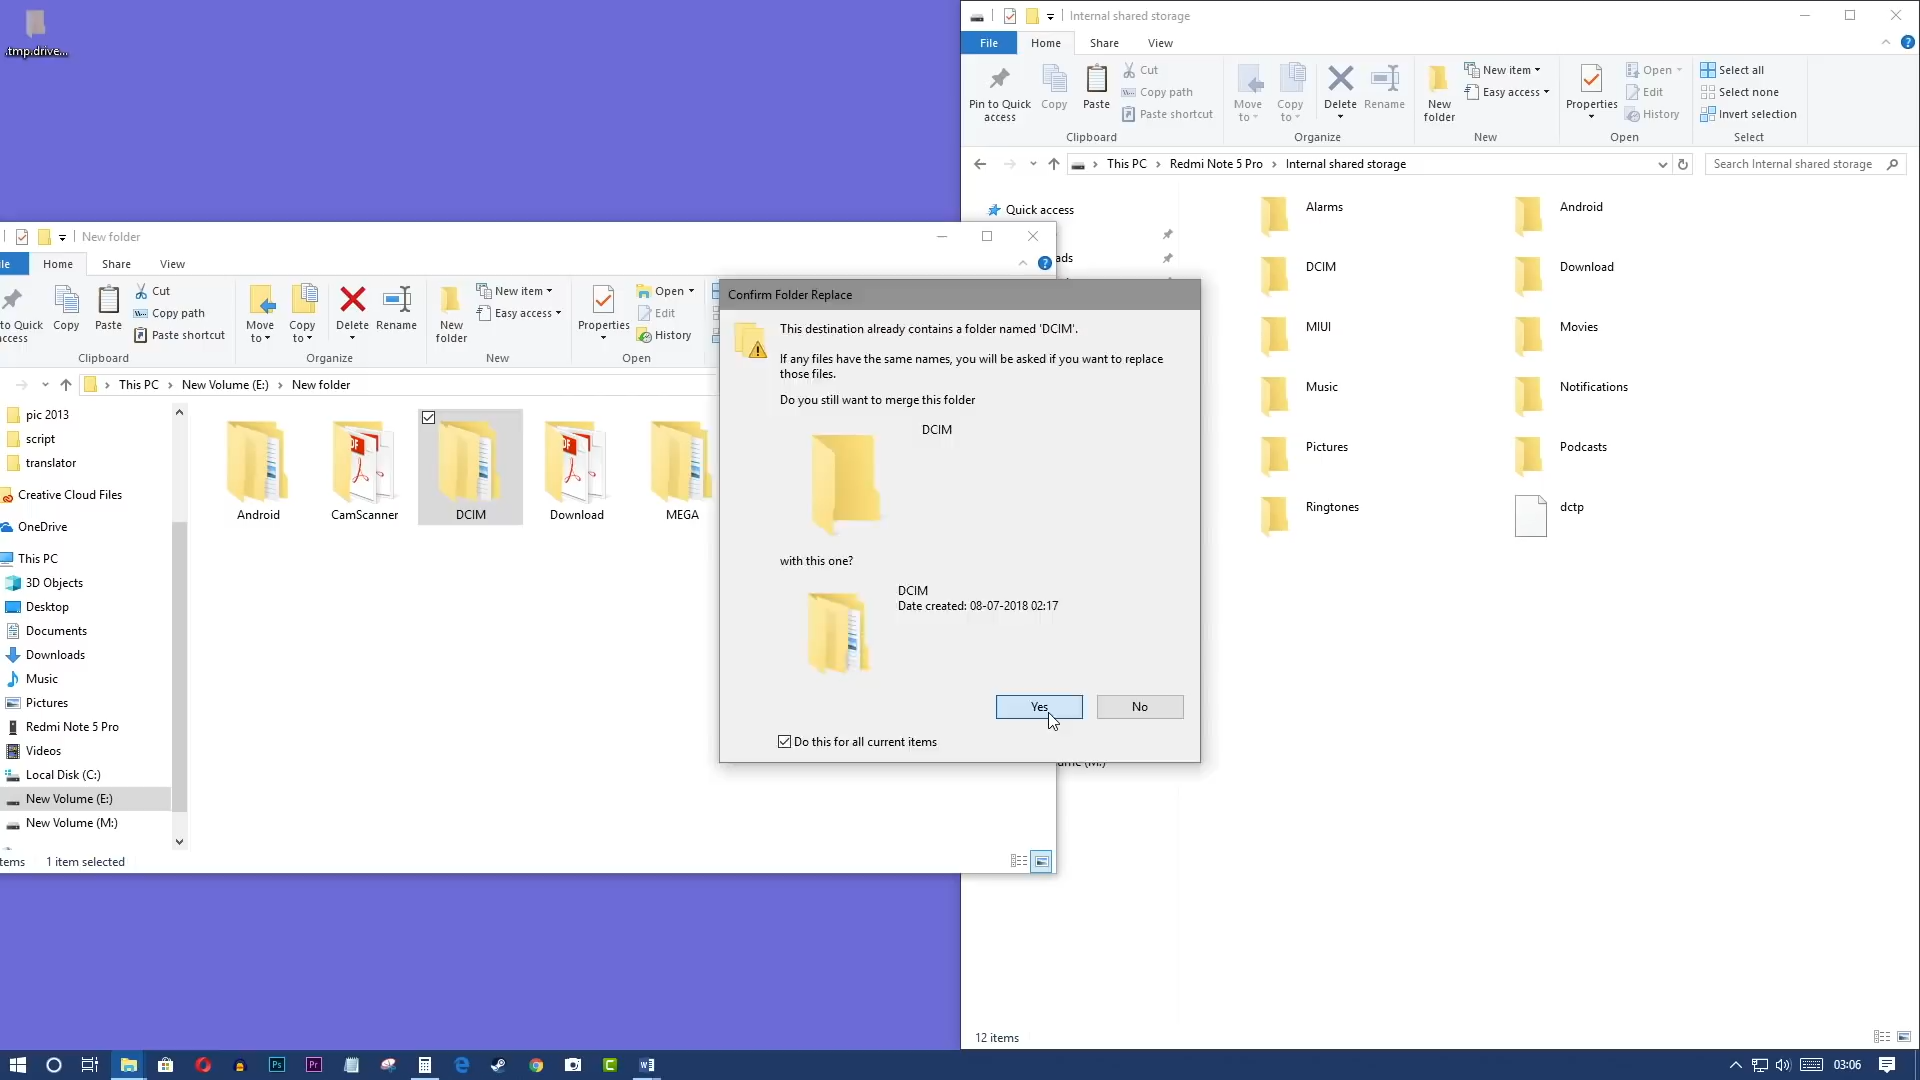 .tmp.drive...
Internal shared storage
File
Home
Share
View
Pin to Quick access
Copy
Paste
Cut
Copy path
Paste shortcut
Clipboard
Move to
Copy to
Delete
Rename
Organize
New folder
New item
Easy access
New
Properties
Open
Edit
History
Open
Select all
Select none
Invert selection
Select
This PC
Redmi Note 5 Pro
Internal shared storage
Search Internal shared storage
Quick access
ads
Alarms
Android
DCIM
Download
MIUI
Movies
Music
Notifications
Pictures
Podcasts
Ringtones
dctp
12 items
New folder
le
Home
Share
View
to Quick
ccess
Copy
Paste
Cut
Copy path
Paste shortcut
Clipboard
Move to
Copy to
Delete
Rename
Organize
New folder
New item
Easy access
New
Properties
Open
Edit
History
Open
This PC
New Volume (E:)
New folder
pic 2013
script
translator
Creative Cloud Files
OneDrive
This PC
3D Objects
Desktop
Documents
Downloads
Music
Pictures
Redmi Note 5 Pro
Videos
Local Disk (C:)
New Volume (E:)
New Volume (M:)
Android
CamScanner
DCIM
Download
MEGA
tems
1 item selected
Confirm Folder Replace
This destination already contains a folder named 'DCIM'.
If any files have the same names, you will be asked if you want to replace
those files.
Do you still want to merge this folder
DCIM
with this one?
DCIM
Date created: 08-07-2018 02:17
Yes
No
Do this for all current items
Ps
Pr
03:06